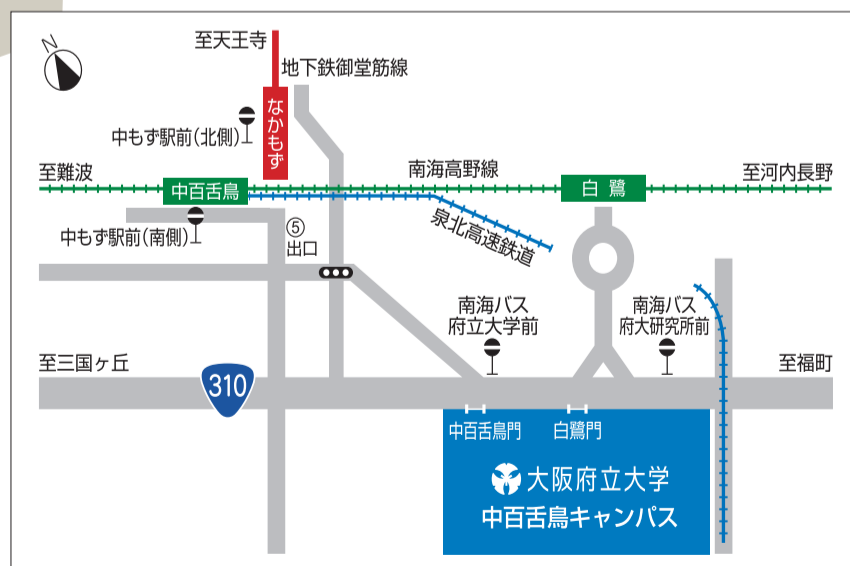 N
至天王寺
地下鉄御堂筋線
なかもず
中もず駅前(北側)
至難波
中百舌鳥
南海高野線
白鷺
至河内長野
中もず駅前(南側)
⑤
出口
泉北高速鉄道
南海バス
府立大学前
南海バス
府大研究所前
至三国ヶ丘
310
至福町
中百舌鳥門
白鷺門
大阪府立大学
中百舌鳥キャンパス